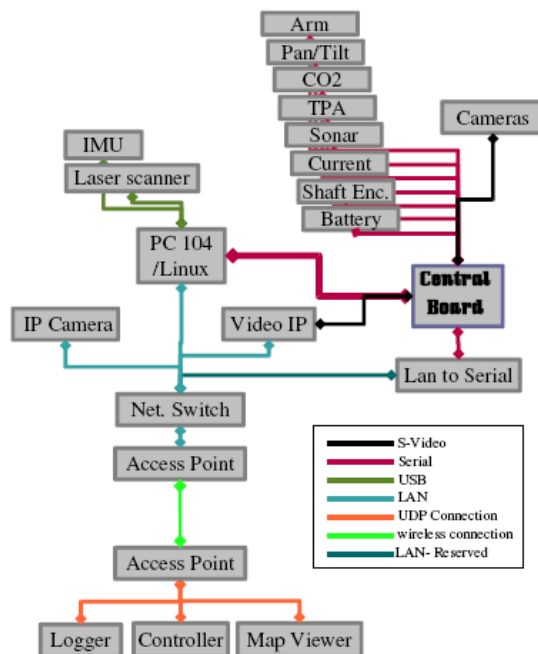 Arm
Pan/Tilt
CO2
TPA
Sonar
Cameras
IMU
Current
Laser scanner
Shaft Enc.
Battery
PC 104
/Linux
Central
Board
IP Camera
Video IP
Lan to Serial
Net. Switch
Access Point
S-Video
Serial
USB
LAN
UDP Connection
wireless connection
LAN- Reserved
Access Point
Logger
Controller
Map Viewer